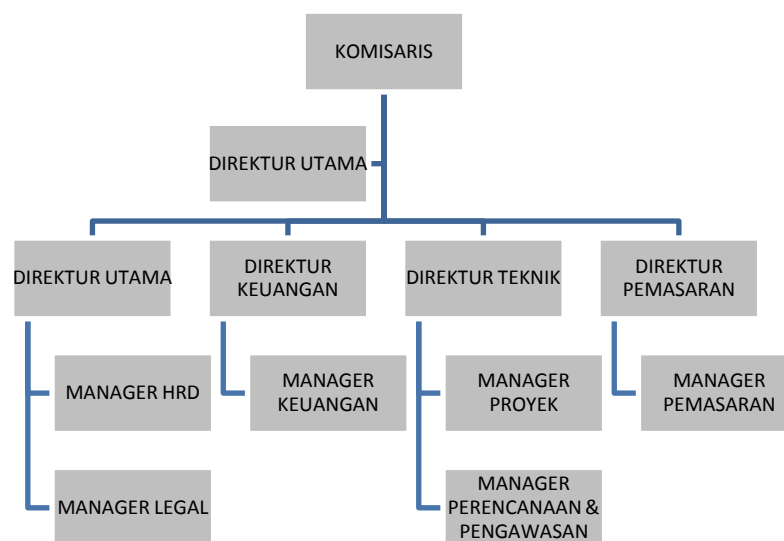 KOMISARIS
DIREKTUR UTAMA
DIREKTUR UTAMA
DIREKTUR
KEUANGAN
DIREKTUR TEKNIK
DIREKTUR
PEMASARAN
MANAGER HRD
MANAGER
KEUANGAN
MANAGER
PROYEK
MANAGER
PEMASARAN
MANAGER LEGAL
MANAGER
PERENCANAAN &
PENGAWASAN